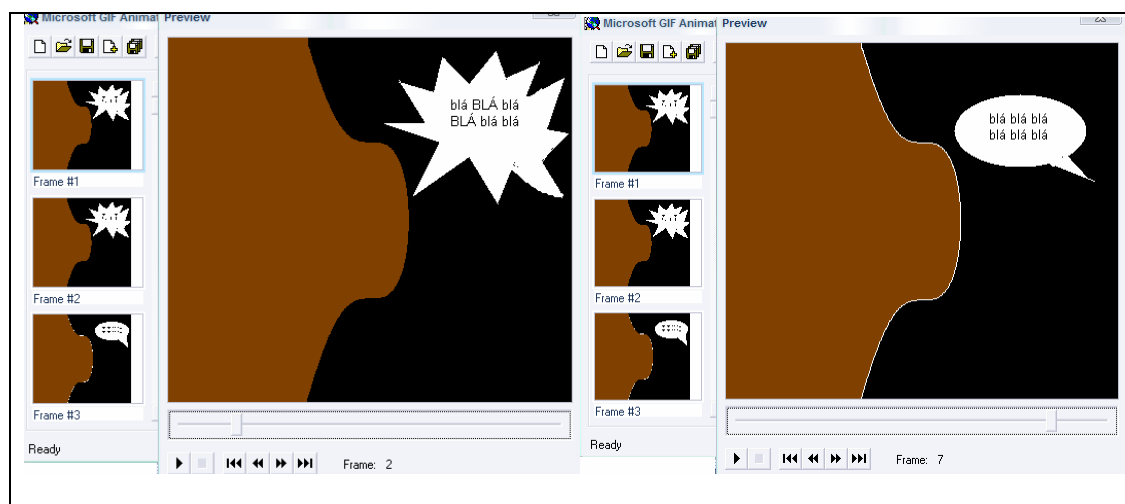 Microsoft GIF Animat
Preview
Frame #1
Frame #2
Frame #3
Ready
blá BLÁ blá
BLÁ blá blá
Frame: 2
Microsoft GIF Animat
Preview
Frame #1
Frame #2
Frame #3
Ready
blá blá blá
blá blá blá
Frame: 7